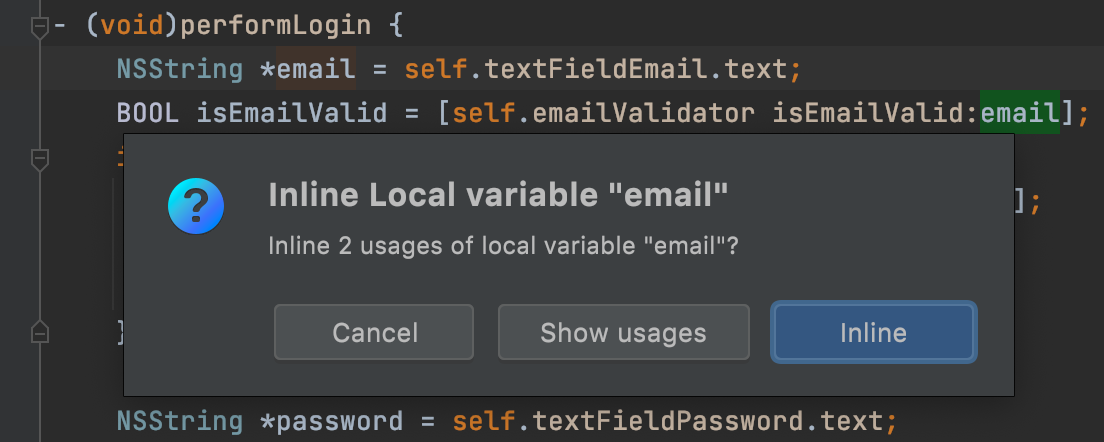 - (void)performLogin {
NSString *email = self.textFieldEmail.text;
BOOL isEmailValid = [self.emailValidator isEmailValid:email];
?
Inline Local variable "email"
];
Inline 2 usages of local variable "email"?
Cancel Show usages Inline
}
NSString *password = self.textFieldPassword.text;